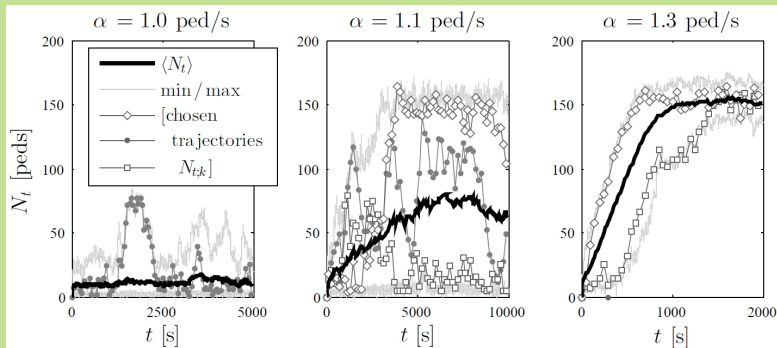 α = 1.0 ped/s
α = 1.1 ped/s
α = 1.3 ped/s
N_t [peds]
200
150
100
50
0
⟨N_t⟩
min / max
[chosen
trajectories
N_{t;k}]
0
5000
t [s]
200
150
100
50
0
0
5000
10000
t [s]
200
150
100
50
0
0
1000
2000
t [s]